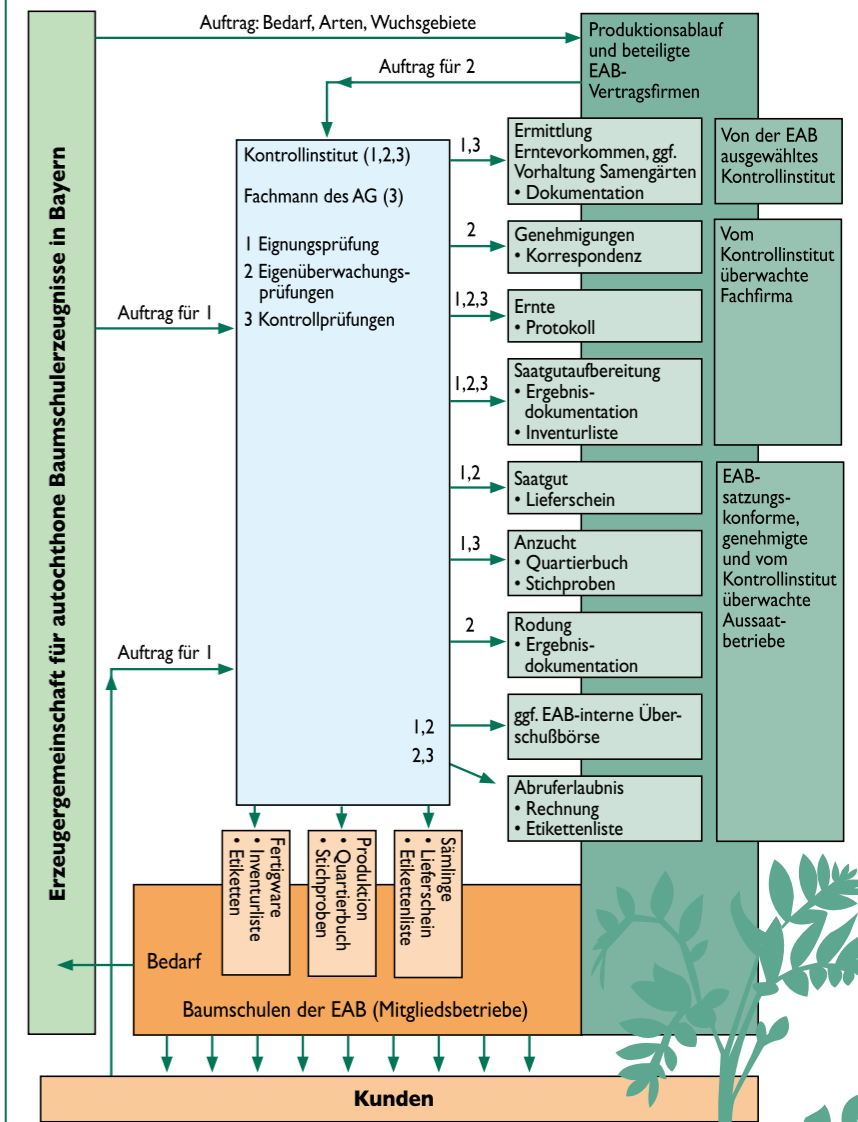 Erzeugergemeinschaft für autochthone Baumschulerzeugnisse in Bayern
Auftrag: Bedarf, Arten, Wuchsgebiete
Produktionsablauf
und beteiligte
EAB-
Vertragsfirmen
Auftrag für 2
Kontrollinstitut (1,2,3)
Fachmann des AG (3)
1 Eignungsprüfung
2 Eigenüberwachungs-
prüfungen
3 Kontrollprüfungen
Auftrag für 1
Auftrag für 1
1,3
Ermittlung
Erntevorkommen, ggf.
Vorhaltung Samengärten
• Dokumentation
2
Genehmigungen
• Korrespondenz
1,2,3
Ernte
• Protokoll
1,2,3
Saatgutaufbereitung
• Ergebnis-
dokumentation
• Inventurliste
1,2
Saatgut
• Lieferschein
1,3
Anzucht
• Quartierbuch
• Stichproben
2
Rodung
• Ergebnis-
dokumentation
1,2
ggf. EAB-interne Über-
schußbörse
2,3
Abruferlaubnis
• Rechnung
• Etikettenliste
Von der EAB
ausgewähltes
Kontrollinstitut
Vom
Kontrollinstitut
überwachte
Fachfirma
EAB-
satzungs-
konforme,
genehmigte
und vom
Kontrollinstitut
überwachte
Aussaat-
betriebe
Fertigware
• Inventurliste
• Etiketten
Produktion
• Quartierbuch
• Stichproben
Sämlinge
• Lieferschein
• Etikettenliste
Bedarf
Baumschulen der EAB (Mitgliedsbetriebe)
Kunden